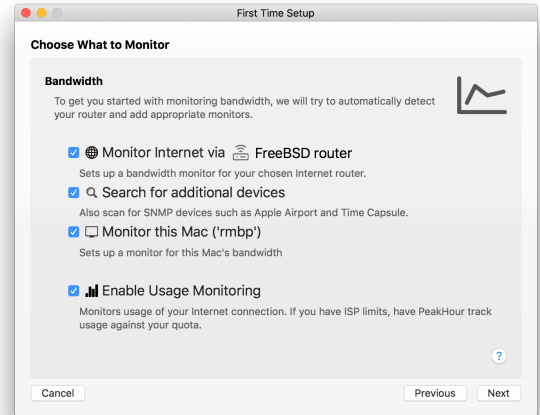 First Time Setup
Choose What to Monitor
Bandwidth
To get you started with monitoring bandwidth, we will try to automatically detect
your router and add appropriate monitors.
Monitor Internet via FreeBSD router
Sets up a bandwidth monitor for your chosen Internet router.
Search for additional devices
Also scan for SNMP devices such as Apple Airport and Time Capsule.
Monitor this Mac ('rmbp')
Sets up a monitor for this Mac's bandwidth
Enable Usage Monitoring
Monitors usage of your Internet connection. If you have ISP limits, have PeakHour track
usage against your quota.
?
Cancel Previous Next